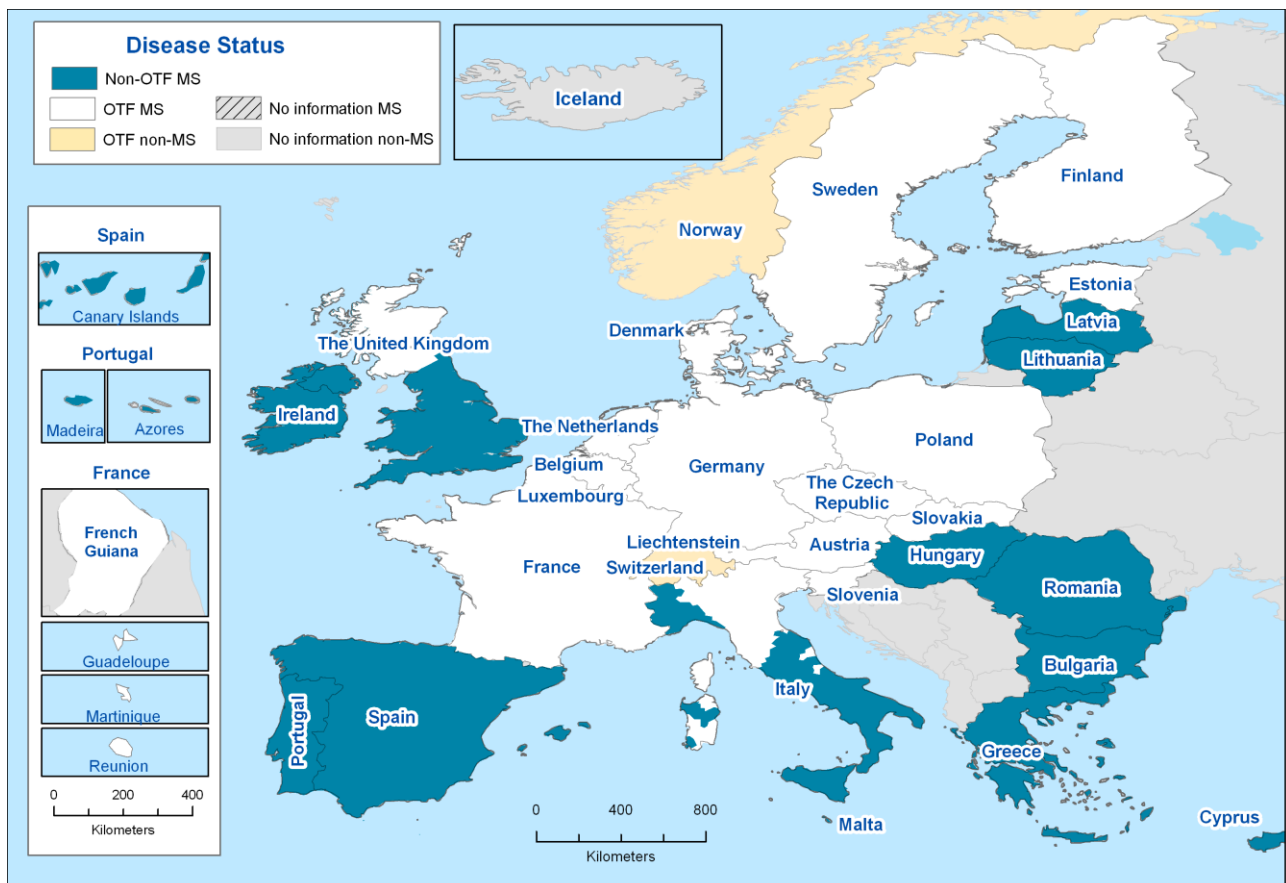 Disease Status
Non-OTF MS
OTF MS
No information MS
OTF non-MS
No information non-MS
Iceland
Spain
Canary Islands
Portugal
Madeira
Azores
France
French
Guiana
Guadeloupe
Martinique
Reunion
0 200 400
Kilometers
Sweden
Finland
Norway
Estonia
Denmark
Latvia
The United Kingdom
Lithuania
Ireland
The Netherlands
Poland
Belgium
Germany
The Czech
Republic
Luxembourg
Slovakia
Liechtenstein
Austria
Hungary
France
Switzerland
Slovenia
Romania
Bulgaria
Italy
Portugal
Spain
Greece
0 400 800
Kilometers
Malta
Cyprus